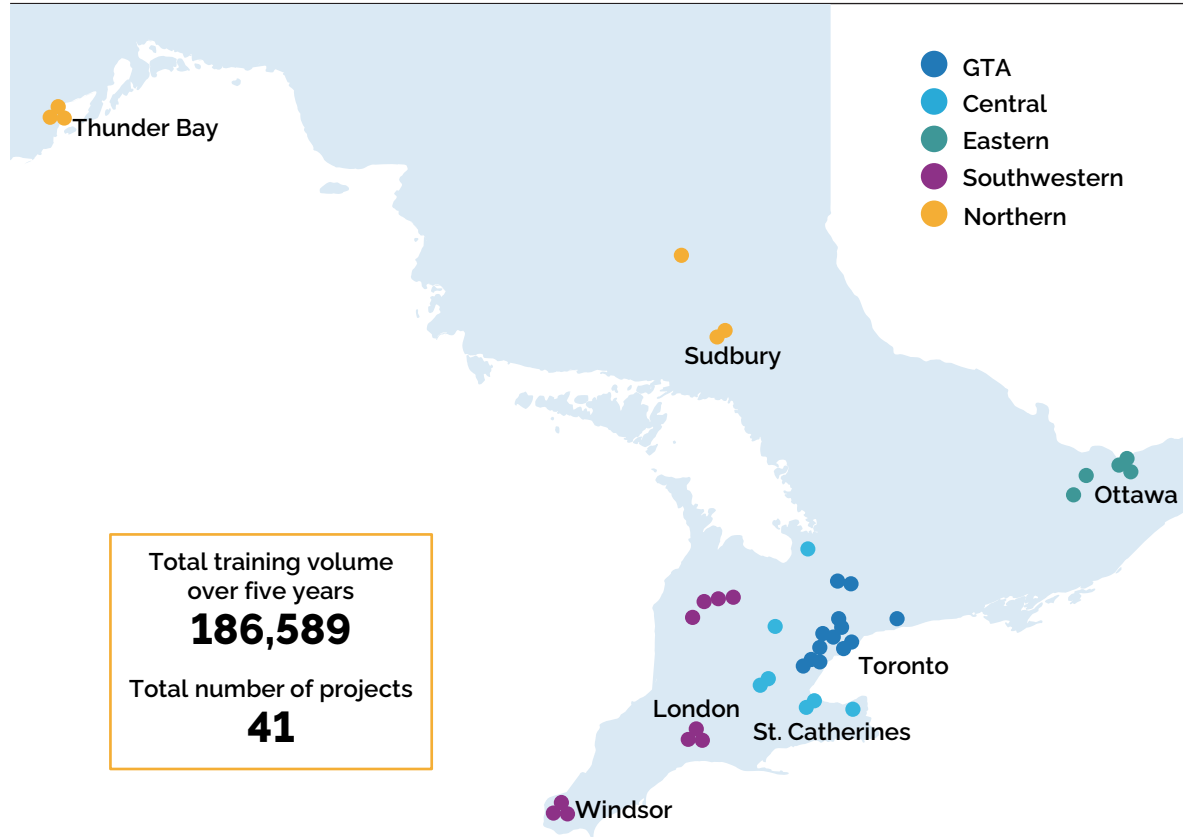 GTA
Central
Eastern
Southwestern
Northern
Thunder Bay
Sudbury
Ottawa
Toronto
London
St. Catherines
Windsor
Total training volume
over five years
186,589
Total number of projects
41